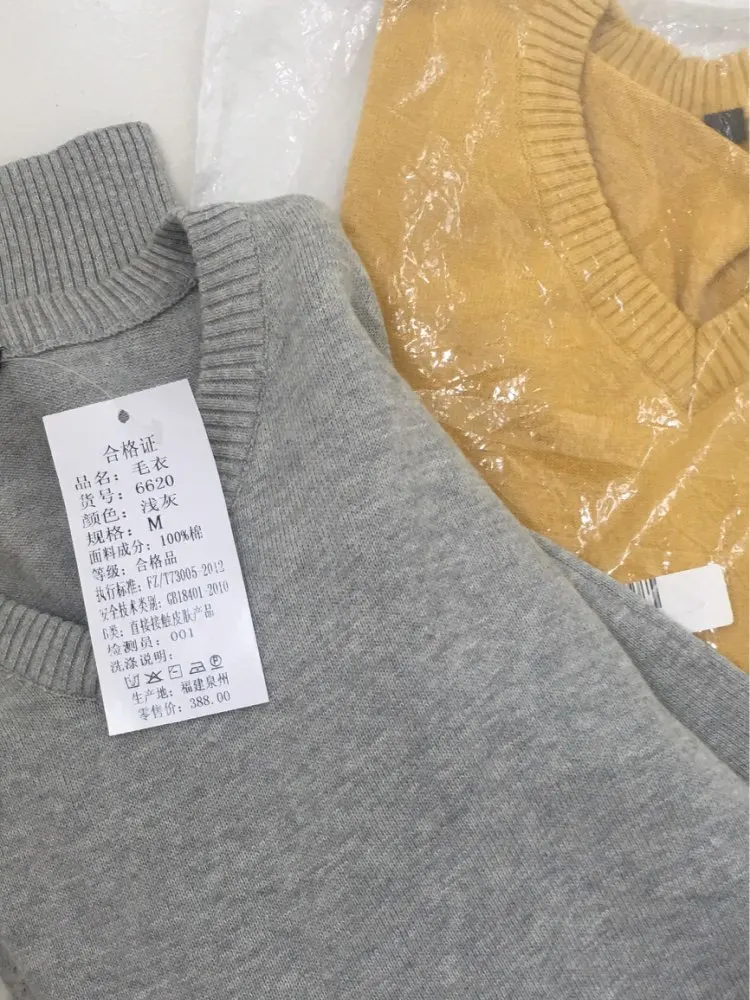 合格证
品名：毛衣
货号：6620
颜色：浅灰
规格：M
面料成分：100%棉
等级：合格品
执行标准：FZ/T73005-2012
安全技术类别：GB18401-2010
B类：直接接触皮肤产品
检测员：001
洗涤说明：
生产地：福建泉州
零售价：388.00